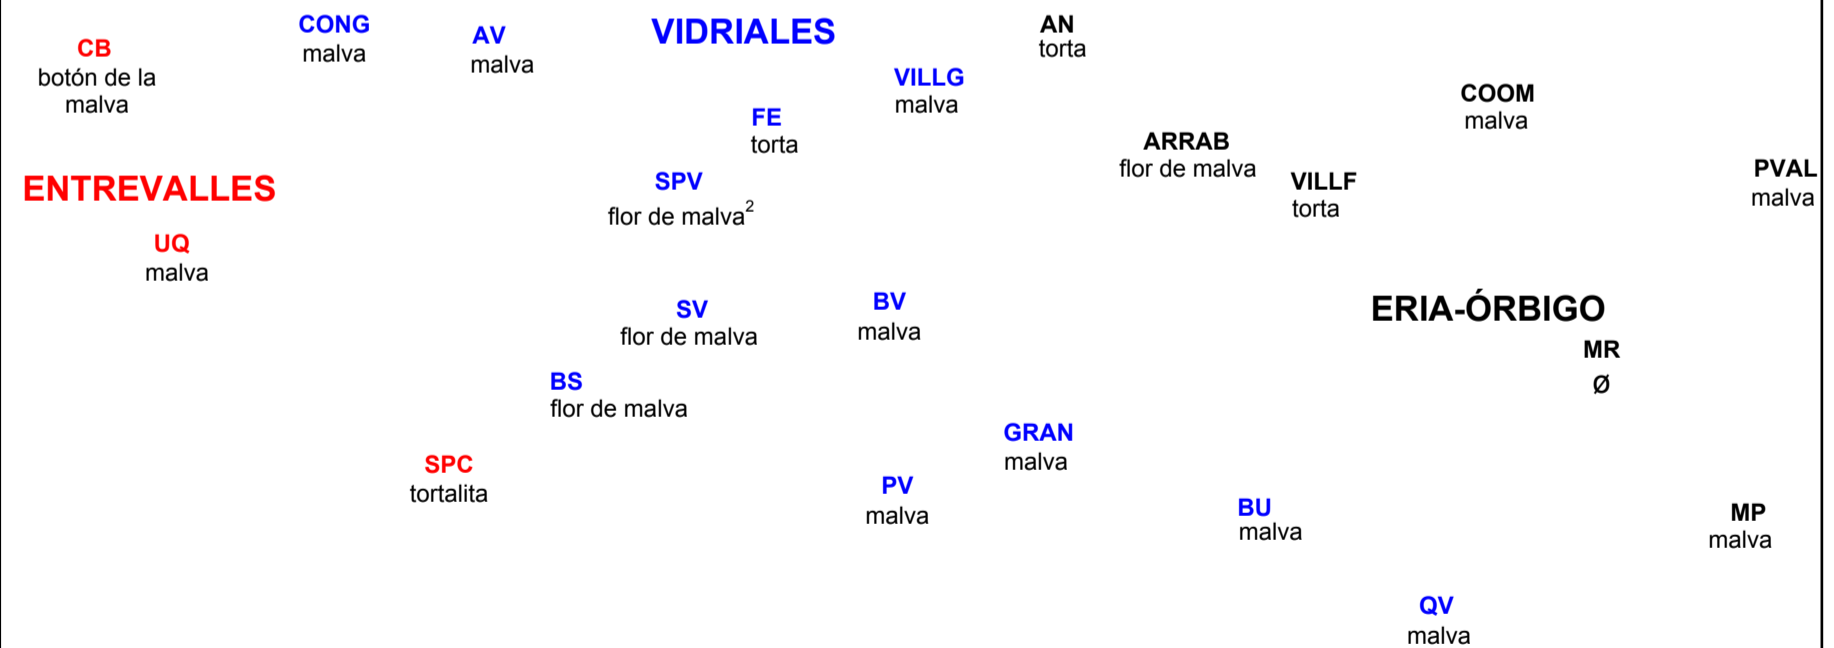 CONG
malva
AV
malva
VIDRIALES
AN
torta
CB
botón de la
malva
VILLG
malva
COOM
malva
FE
torta
ARRAB
flor de malva
PVAL
malva
ENTREVALLES
SPV
flor de malva²
VILLF
torta
UQ
malva
SV
flor de malva
BV
malva
ERIA-ÓRBIGO
MR
Ø
BS
flor de malva
GRAN
malva
SPC
tortalita
PV
malva
BU
malva
MP
malva
QV
malva